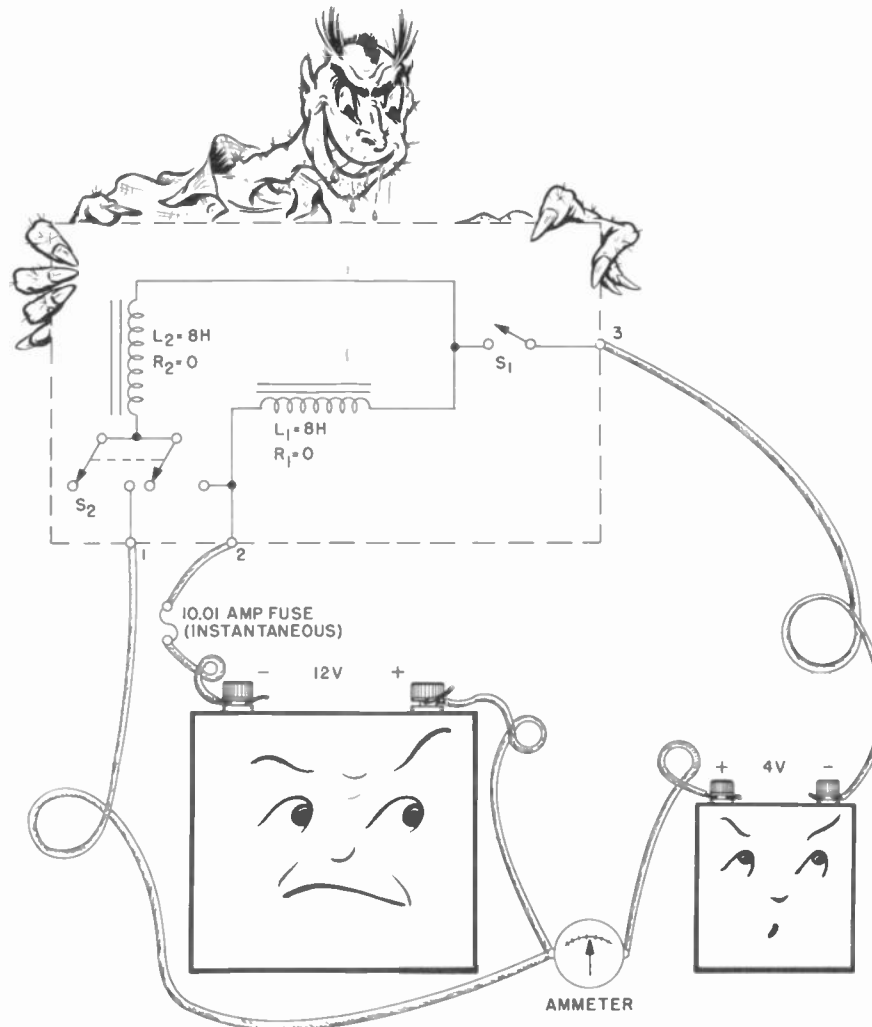 L2=8H
R2=0
S1
3
L1=8H
R1=0
S2
1
2
10.01 AMP FUSE
(INSTANTANEOUS)
- 12V +
+ 4V -
AMMETER